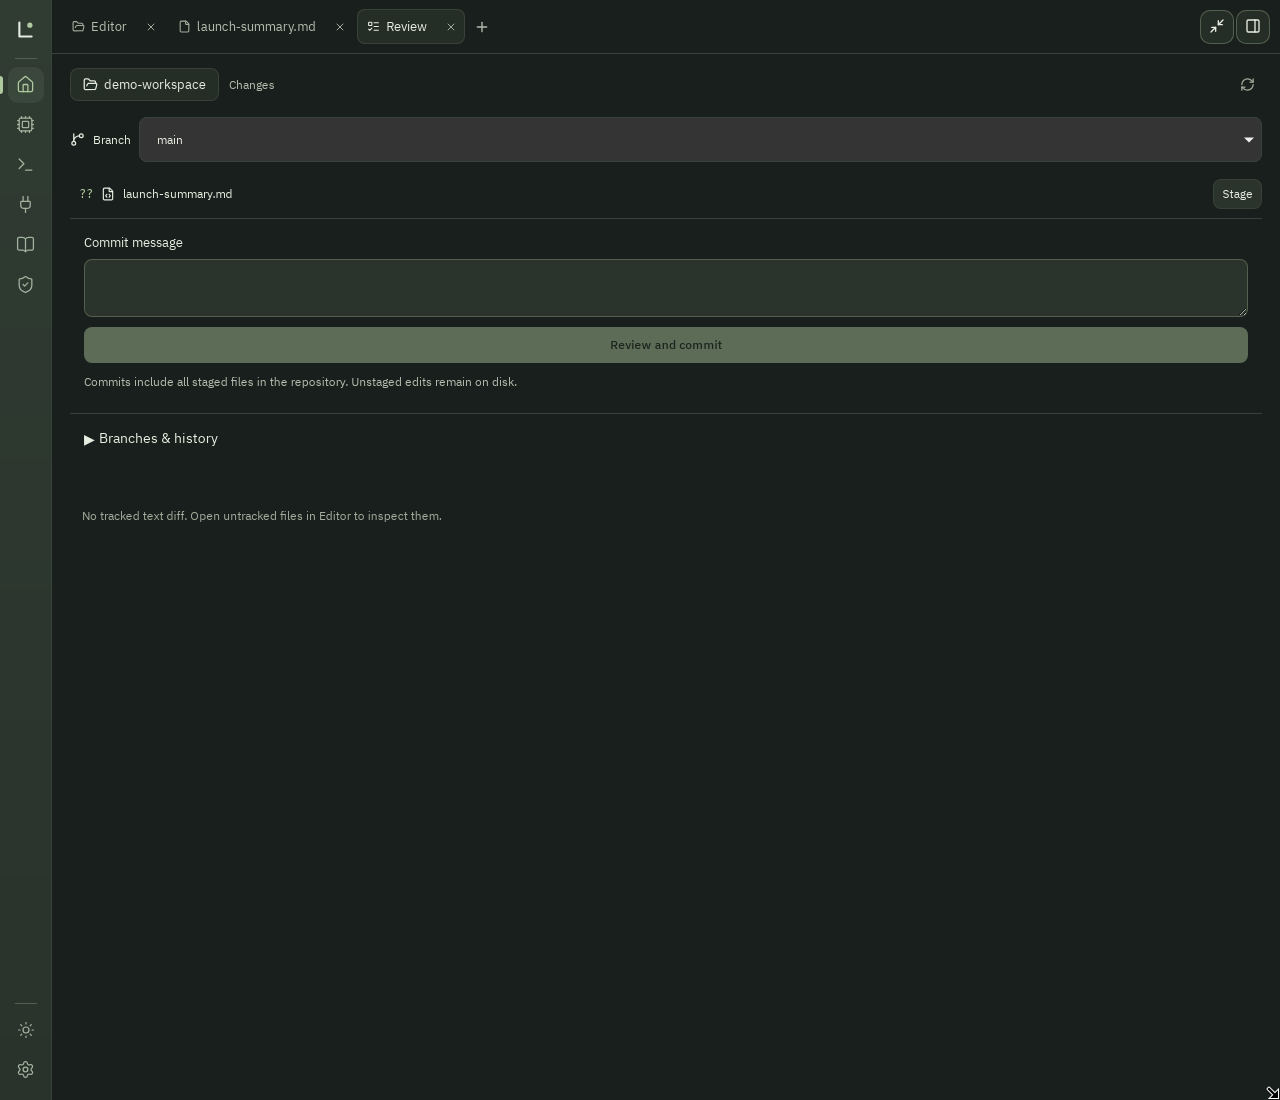 Editor
launch-summary.md
Review
demo-workspace
Changes
Branch
main
?? launch-summary.md
Stage
Commit message
Review and commit
Commits include all staged files in the repository. Unstaged edits remain on disk.
▶ Branches & history
No tracked text diff. Open untracked files in Editor to inspect them.